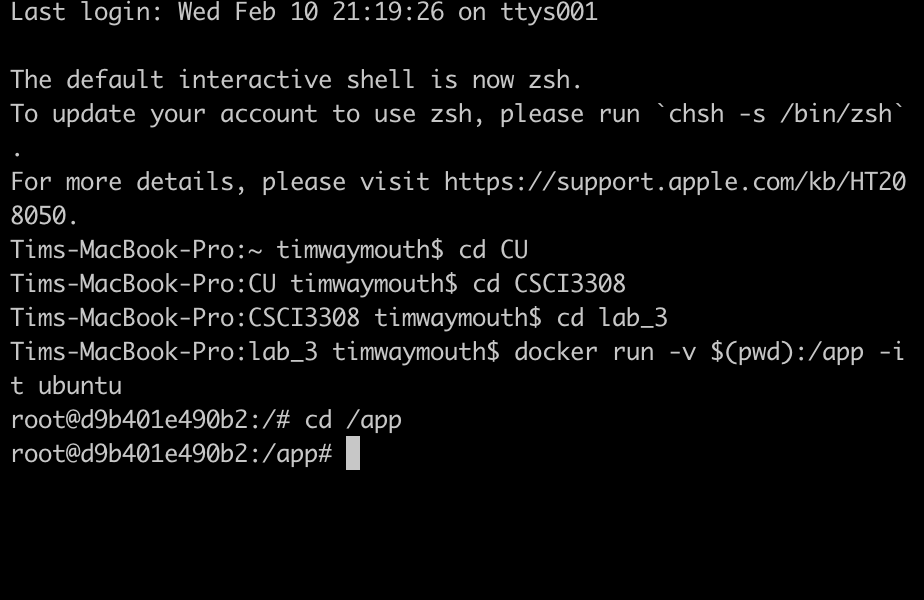 Last login: Wed Feb 10 21:19:26 on ttys001
The default interactive shell is now zsh.
To update your account to use zsh, please run `chsh -s /bin/zsh`
.
For more details, please visit https://support.apple.com/kb/HT20
8050.
Tims-MacBook-Pro:~ timwaymouth$ cd CU
Tims-MacBook-Pro:CU timwaymouth$ cd CSCI3308
Tims-MacBook-Pro:CSCI3308 timwaymouth$ cd lab_3
Tims-MacBook-Pro:lab_3 timwaymouth$ docker run -v $(pwd):/app -i
t ubuntu
root@d9b401e490b2:/# cd /app
root@d9b401e490b2:/app#